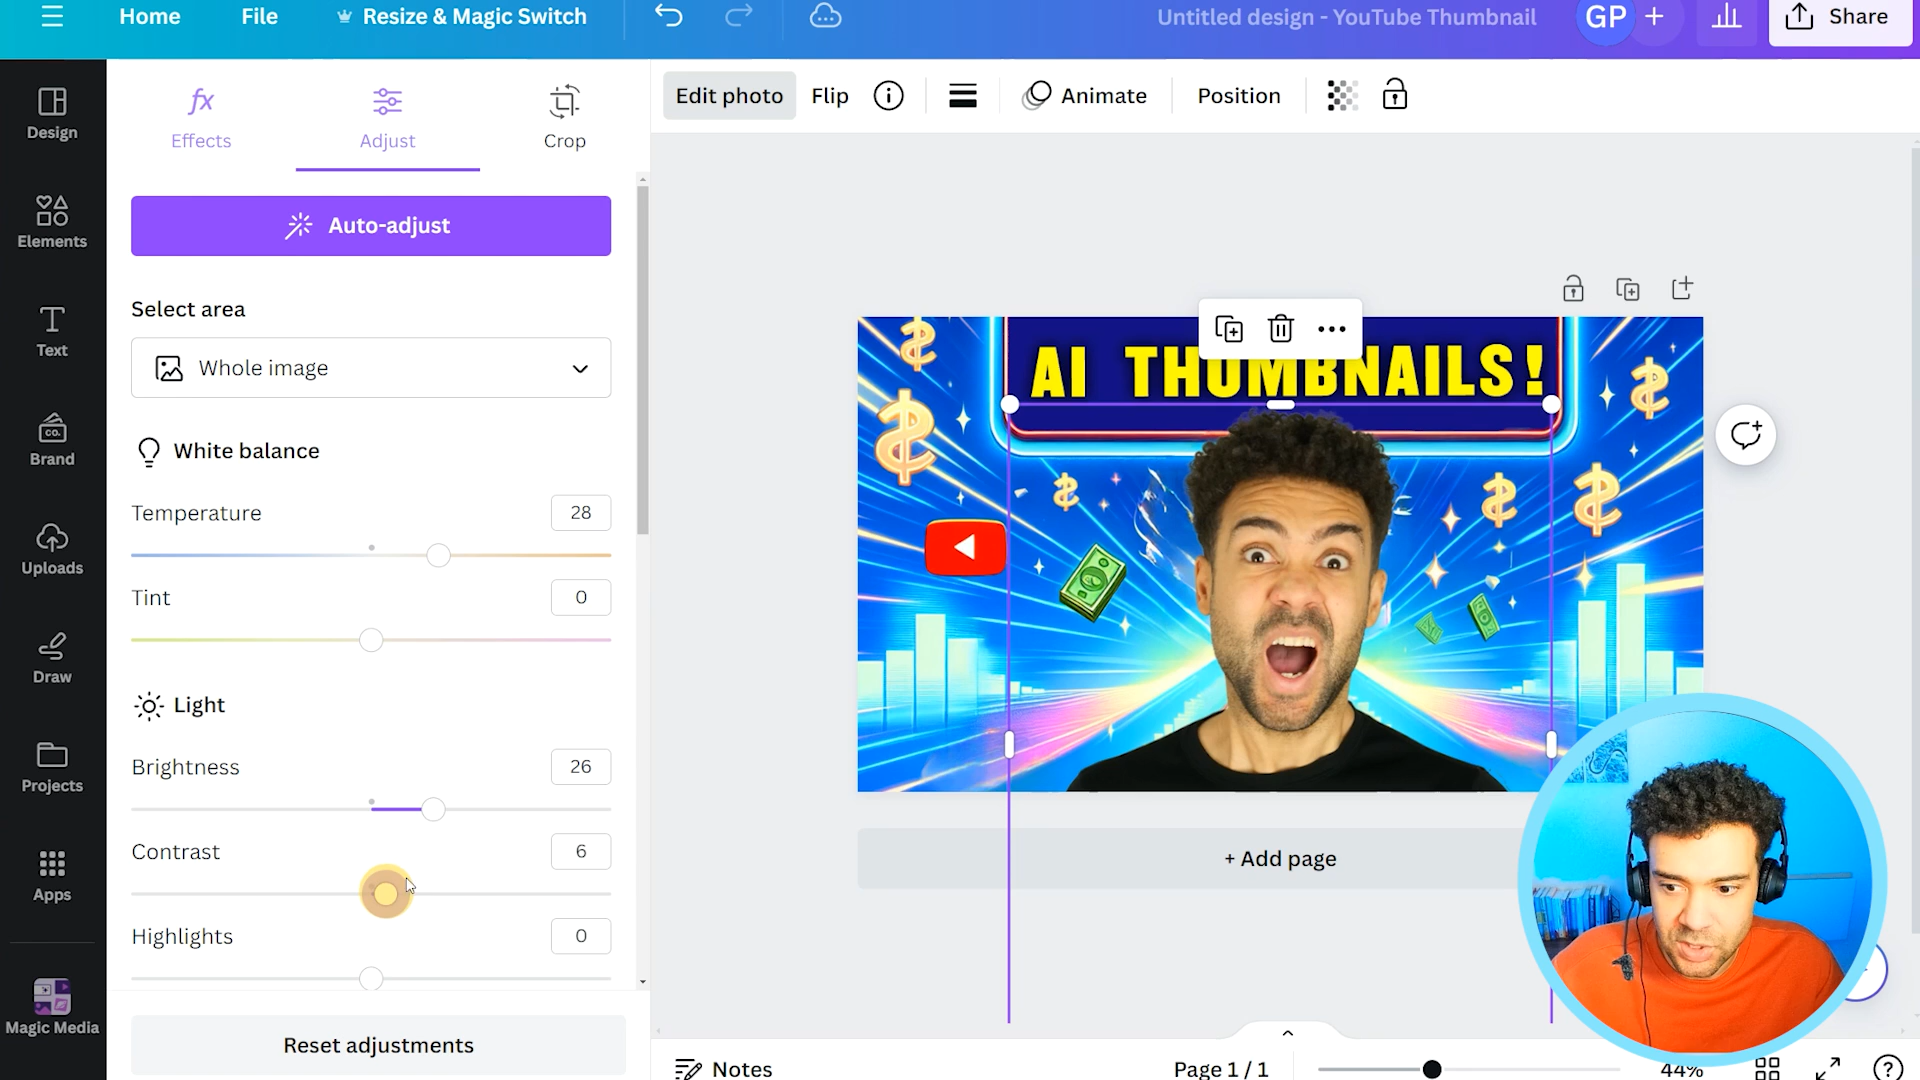 Home File Resize & Magic Switch Untitled design - YouTube Thumbnail GP + Share
Design
Elements
Text
CO.
Brand
Uploads
Draw
Projects
Apps
Magic Media
fx
Effects Adjust Crop
Auto-adjust
Select area
Whole image
White balance
Temperature 28
Tint 0
Light
Brightness 26
Contrast 6
Highlights 0
Reset adjustments
Edit photo Flip Animate Position
AI THUMBNAILS!
+ Add page
Notes Page 1 / 1 44%